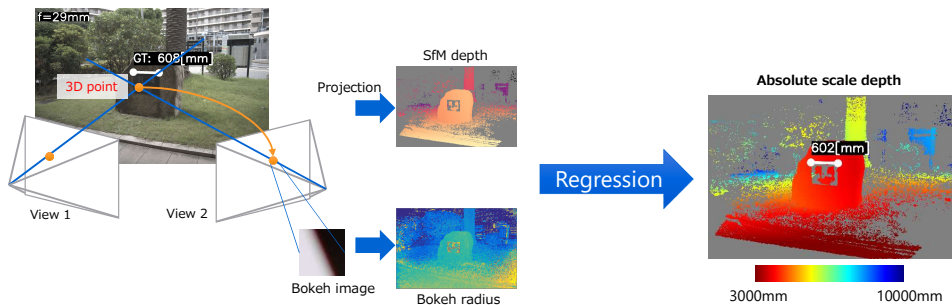 f=29mm
GT: 608[mm]
3D point
View 1
View 2
Bokeh image
Projection
SfM depth
Bokeh radius
Regression
Absolute scale depth
602[mm]
3000mm
10000mm